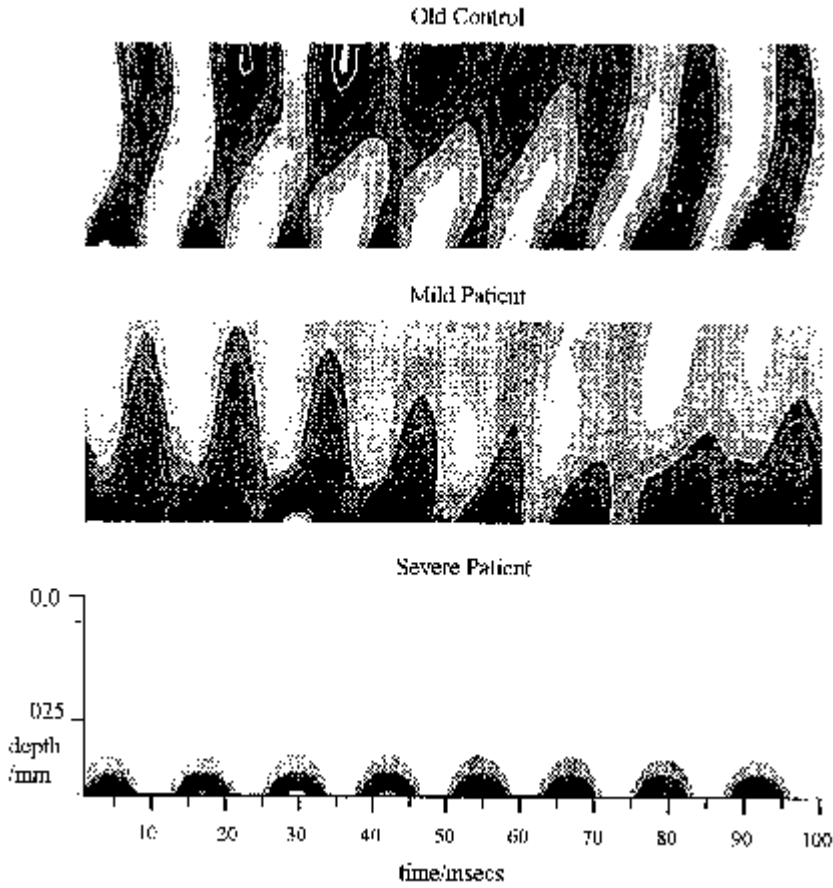 Old Control
Mild Patient
Severe Patient
0.0
025
depth
/mm
10 20 30 40 50 60 70 80 90 100
time/msecs